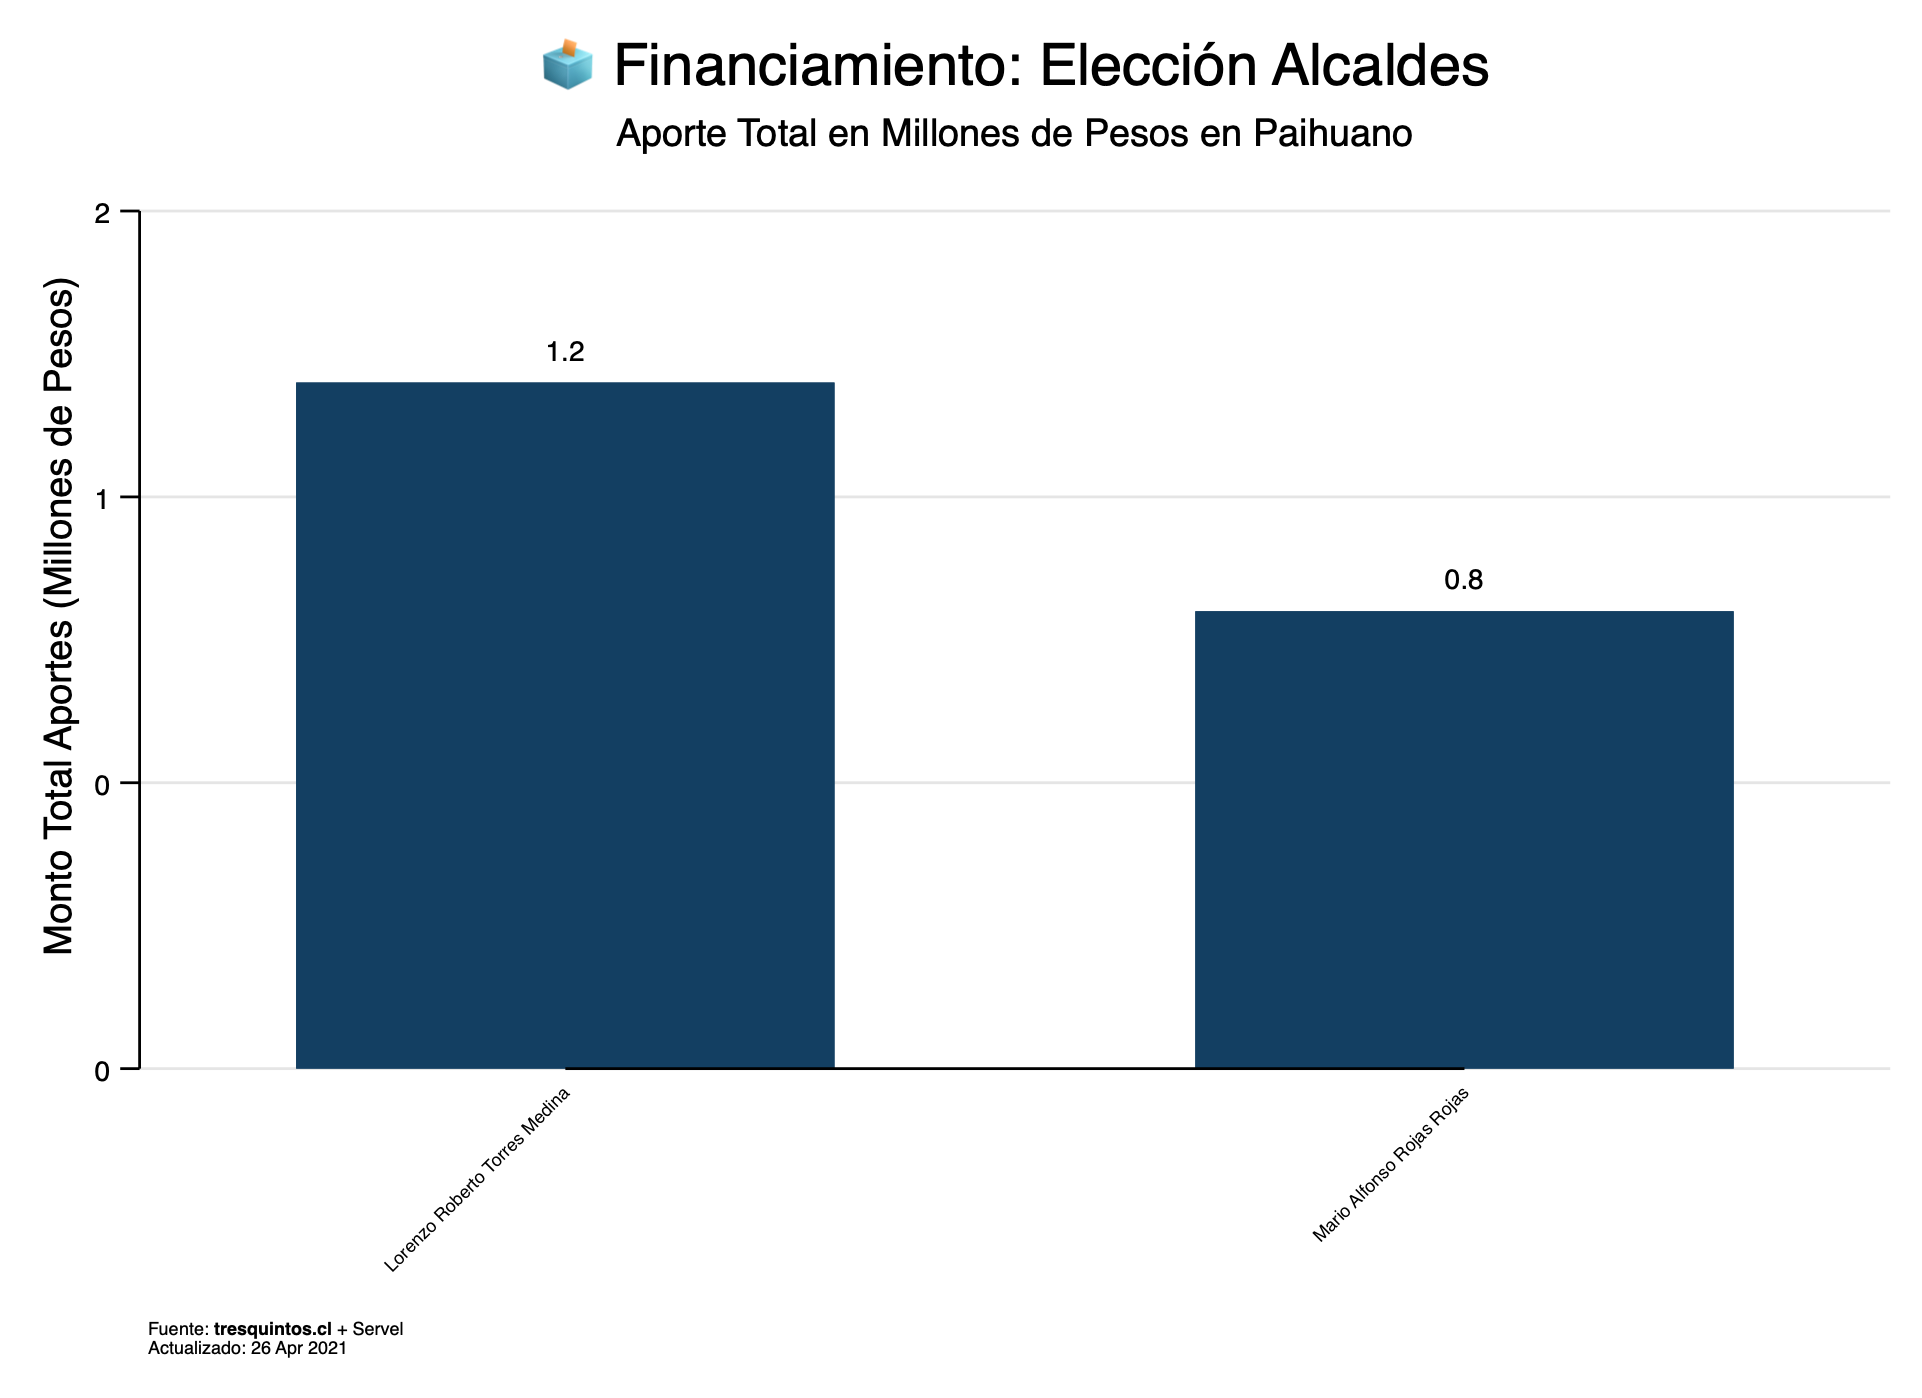 Financiamiento: Elección Alcaldes
Aporte Total en Millones de Pesos en Paihuano
Monto Total Aportes (Millones de Pesos)
2
1
0
0
1.2
0.8
Lorenzo Roberto Torres Medina
Mario Alfonso Rojas Rojas
Fuente: tresquintos.cl + Servel
Actualizado: 26 Apr 2021